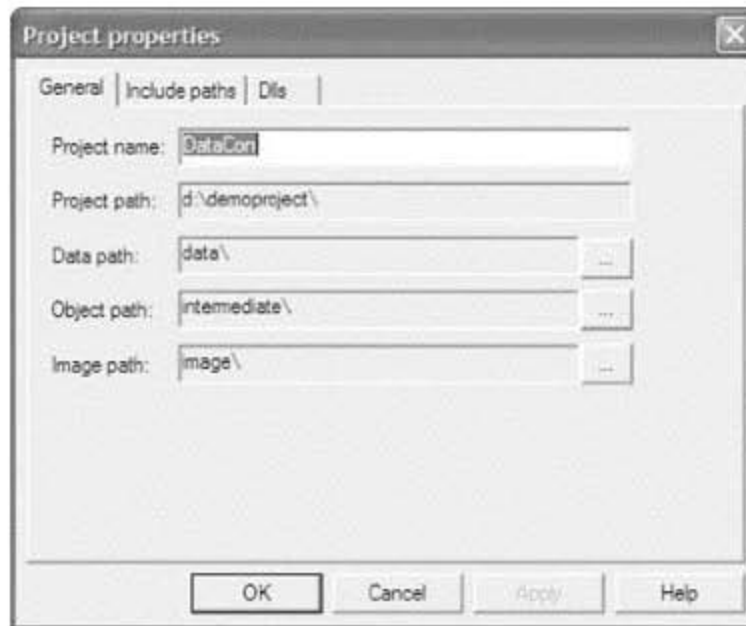 Project properties
General Include paths Dlls
Project name: DataCon
Project path: d:\demoproject\
Data path: data\ ...
Object path: intermediate\ ...
Image path: image\ ...
OK Cancel Apply Help